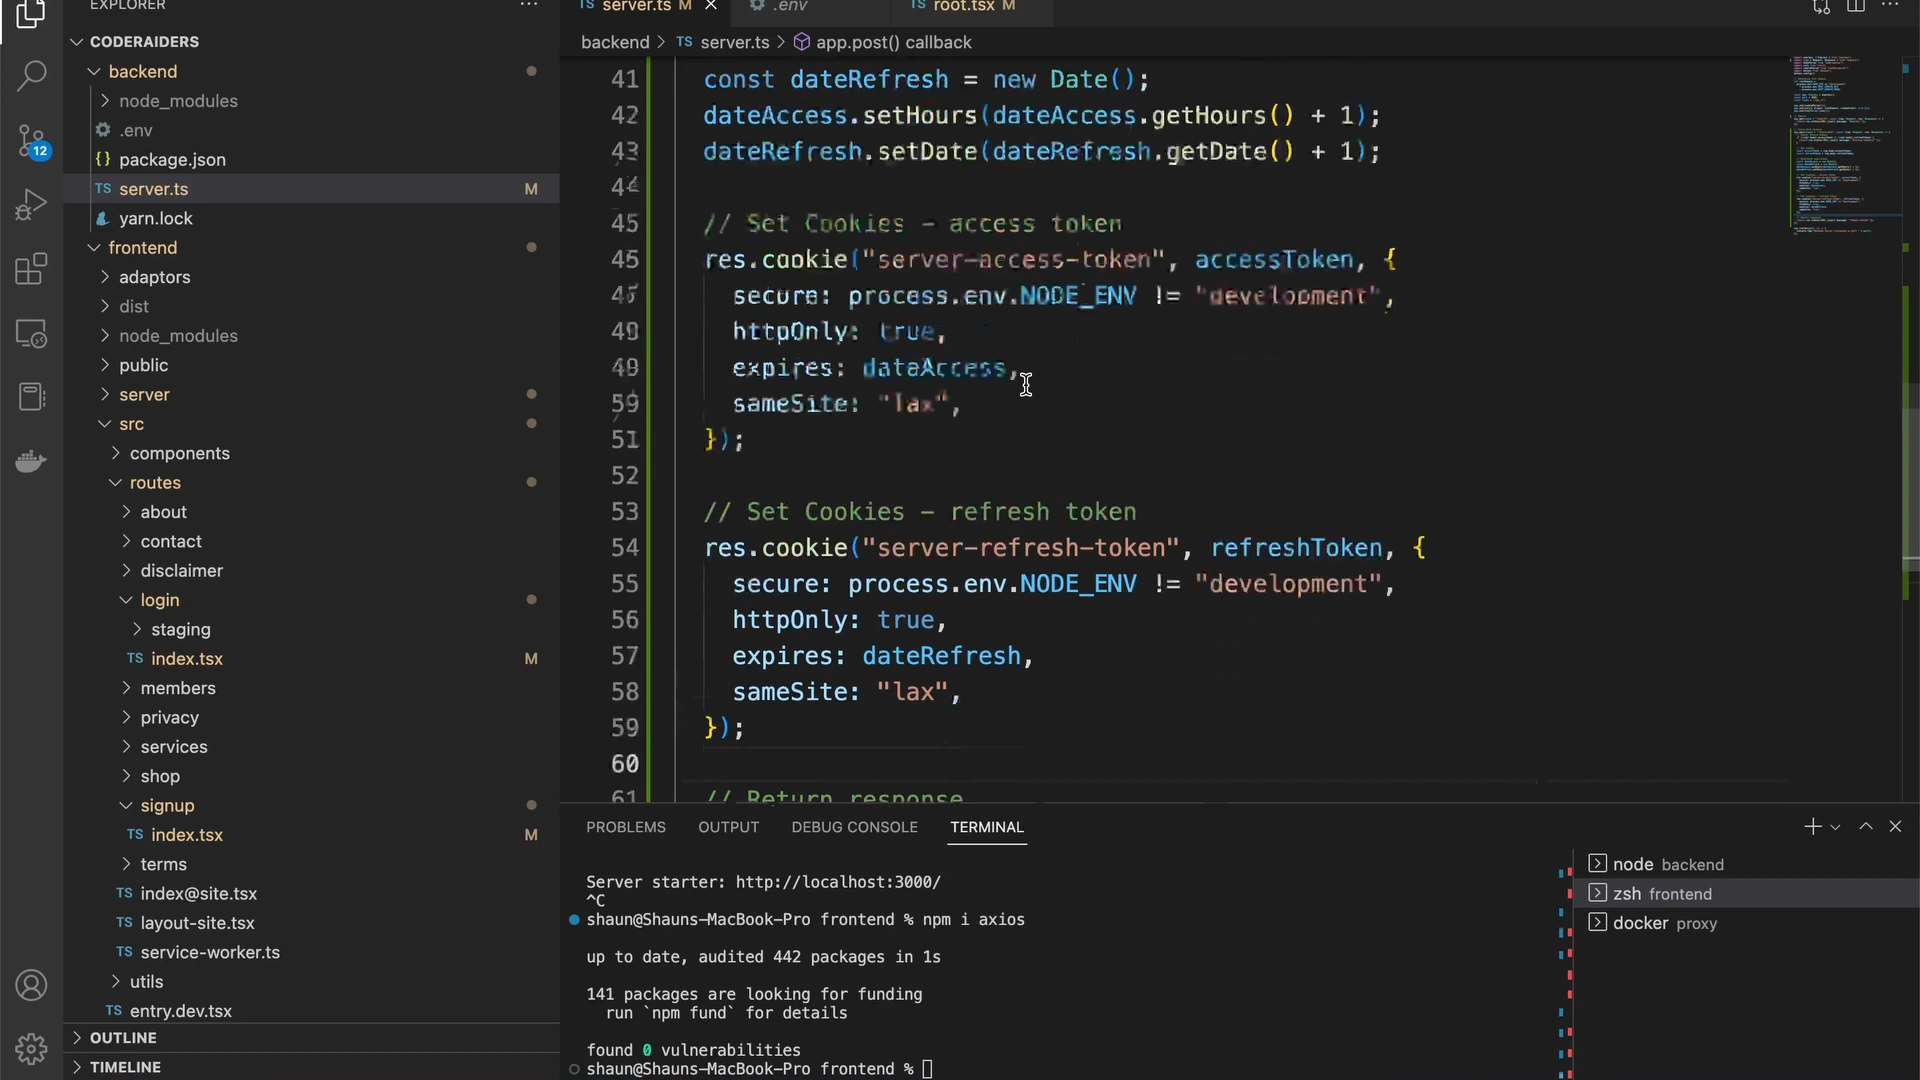 EXPLORER
CODERAIDERS
backend
node_modules
.env
package.json
server.ts M
yarn.lock
frontend
adaptors
dist
node_modules
public
server
src
components
routes
about
contact
disclaimer
login
staging
index.tsx M
members
privacy
services
shop
signup
index.tsx M
terms
index@site.tsx
layout-site.tsx
service-worker.ts
utils
entry.dev.tsx
OUTLINE
TIMELINE
12
server.ts M
.env
root.tsx M
backend > TS server.ts > app.post() callback
41 const dateRefresh = new Date();
42 dateAccess.setHours(dateAccess.getHours() + 1);
43 dateRefresh.setDate(dateRefresh.getDate() + 1);
// Set Cookies - access token
res.cookie("server-access-token", accessToken, {
secure: process.env.NODE_ENV != "development",
httpOnly: true,
expires: dateAccess,
sameSite: "lax",
51 });
52
53 // Set Cookies - refresh token
54 res.cookie("server-refresh-token", refreshToken, {
55 secure: process.env.NODE_ENV != "development",
56 httpOnly: true,
57 expires: dateRefresh,
58 sameSite: "lax",
59 });
60
61 // Return response
PROBLEMS OUTPUT DEBUG CONSOLE TERMINAL
Server starter: http://localhost:3000/
^C
shaun@Shauns-MacBook-Pro frontend % npm i axios
up to date, audited 442 packages in 1s
141 packages are looking for funding
run `npm fund` for details
found 0 vulnerabilities
shaun@Shauns-MacBook-Pro frontend %
node backend
zsh frontend
docker proxy